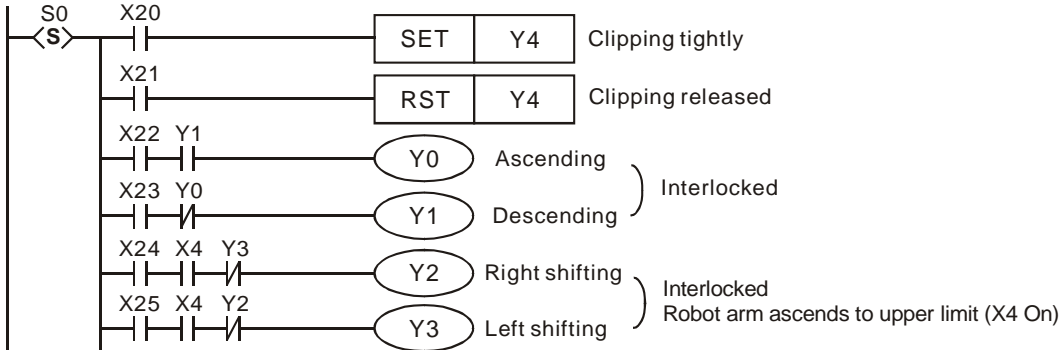 S0 X20
S SET Y4 Clipping tightly
X21
RST Y4 Clipping released
X22 Y1
Y0 Ascending
Interlocked
X23 Y0
Y1 Descending
X24 X4 Y3
Y2 Right shifting
Interlocked
Robot arm ascends to upper limit (X4 On)
X25 X4 Y2
Y3 Left shifting